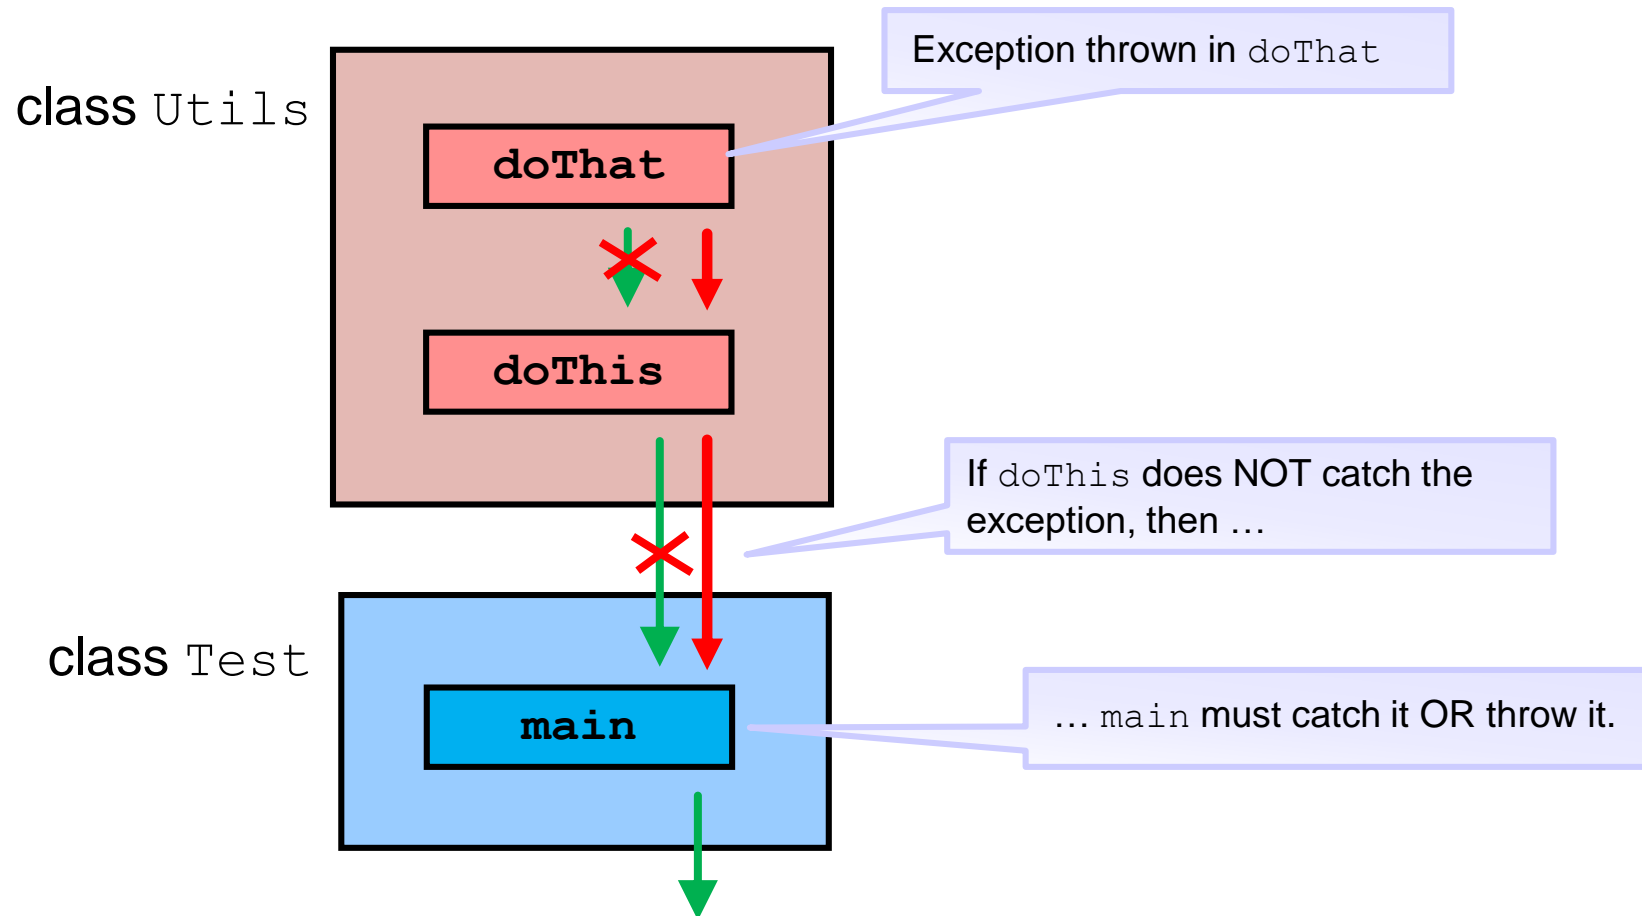 Exception thrown in doThat
class Utils
doThat
doThis
If doThis does NOT catch the
exception, then …
class Test
… main must catch it OR throw it.
main